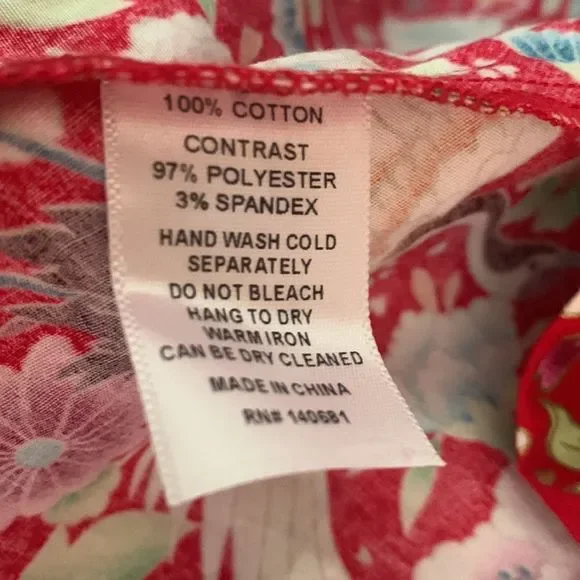 100% COTTON
CONTRAST
97% POLYESTER
3% SPANDEX
HAND WASH COLD
SEPARATELY
DO NOT BLEACH
HANG TO DRY
WARM IRON
CAN BE DRY CLEANED
MADE IN CHINA
RN# 140681